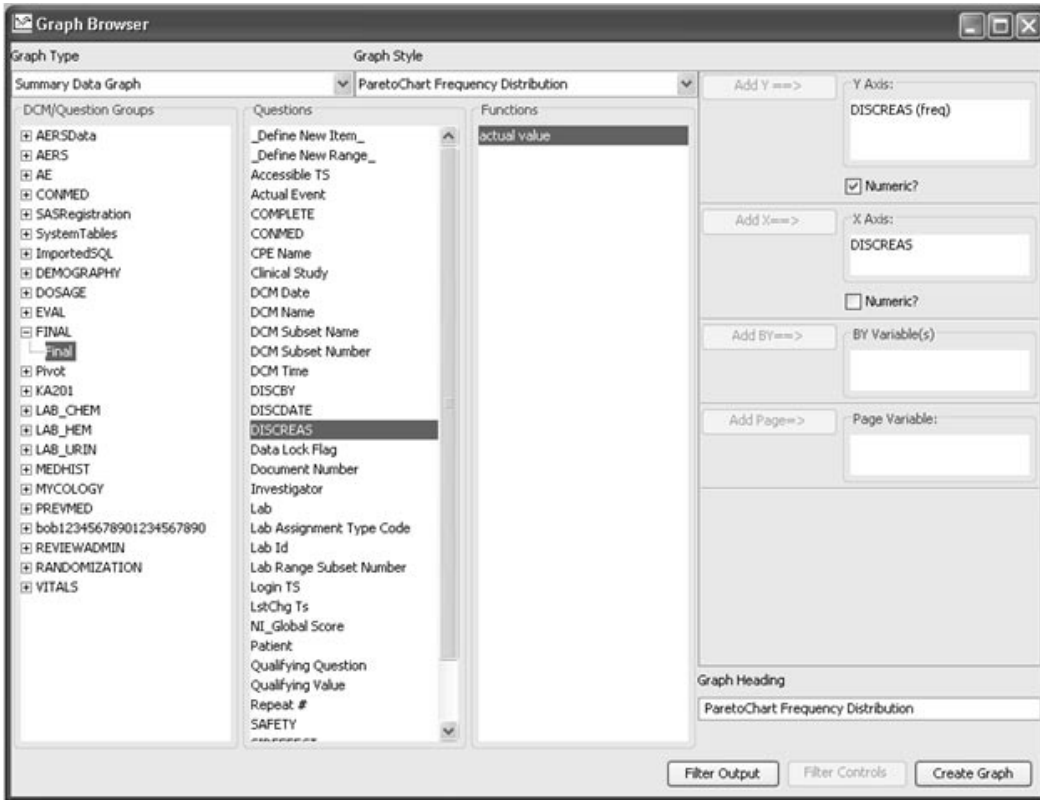 Graph Browser
Graph Type
Graph Style
Summary Data Graph
ParetoChart Frequency Distribution
DCM/Question Groups
AERSData
AERS
AE
CONMED
SASRegistration
SystemTables
ImportedSQL
DEMOGRAPHY
DOSAGE
EVAL
FINAL
Final
Pivot
KA201
LAB_CHEM
LAB_HEM
LAB_URIN
MEDHIST
MYCOLOGY
PREVMED
bob12345678901234567890
REVIEWADMIN
RANDOMIZATION
VITALS
Questions
_Define New Item_
_Define New Range_
Accessible TS
Actual Event
COMPLETE
CONMED
CPE Name
Clinical Study
DCM Date
DCM Name
DCM Subset Name
DCM Subset Number
DCM Time
DISCBY
DISCDATE
DISCREAS
Data Lock Flag
Document Number
Investigator
Lab
Lab Assignment Type Code
Lab Id
Lab Range Subset Number
Login TS
LstChg Ts
NI_Global Score
Patient
Qualifying Question
Qualifying Value
Repeat #
SAFETY
Functions
actual value
Add Y ==>
Y Axis:
DISCREAS (freq)
Numeric?
Add X==>
X Axis:
DISCREAS
Numeric?
Add BY==>
BY Variable(s)
Add Page=>
Page Variable:
Graph Heading
ParetoChart Frequency Distribution
Filter Output
Filter Controls
Create Graph